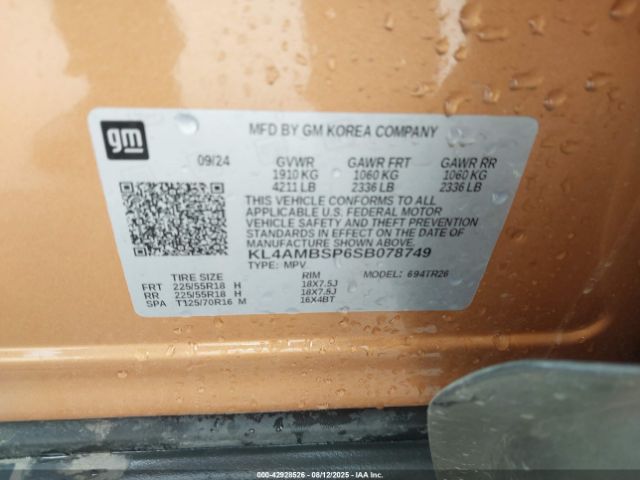 gm
MFD BY GM KOREA COMPANY
09/24 GVWR GAWR FRT GAWR RR
1910 KG 1060 KG 1060 KG
4211 LB 2336 LB 2336 LB
THIS VEHICLE CONFORMS TO ALL
APPLICABLE U.S. FEDERAL MOTOR
VEHICLE SAFETY AND THEFT PREVENTION
STANDARDS IN EFFECT ON THE DATE OF
MANUFACTURE SHOWN ABOVE.
KL4AMBSP6SB078749
TYPE: MPV MODEL: 694TR26
TIRE SIZE RIM
FRT 225/55R18 H 18X7.5J
RR 225/55R18 H 18X7.5J
SPA T125/70R16 M 16X4BT
000-42928526 - 08/12/2025 - IAAI.COM